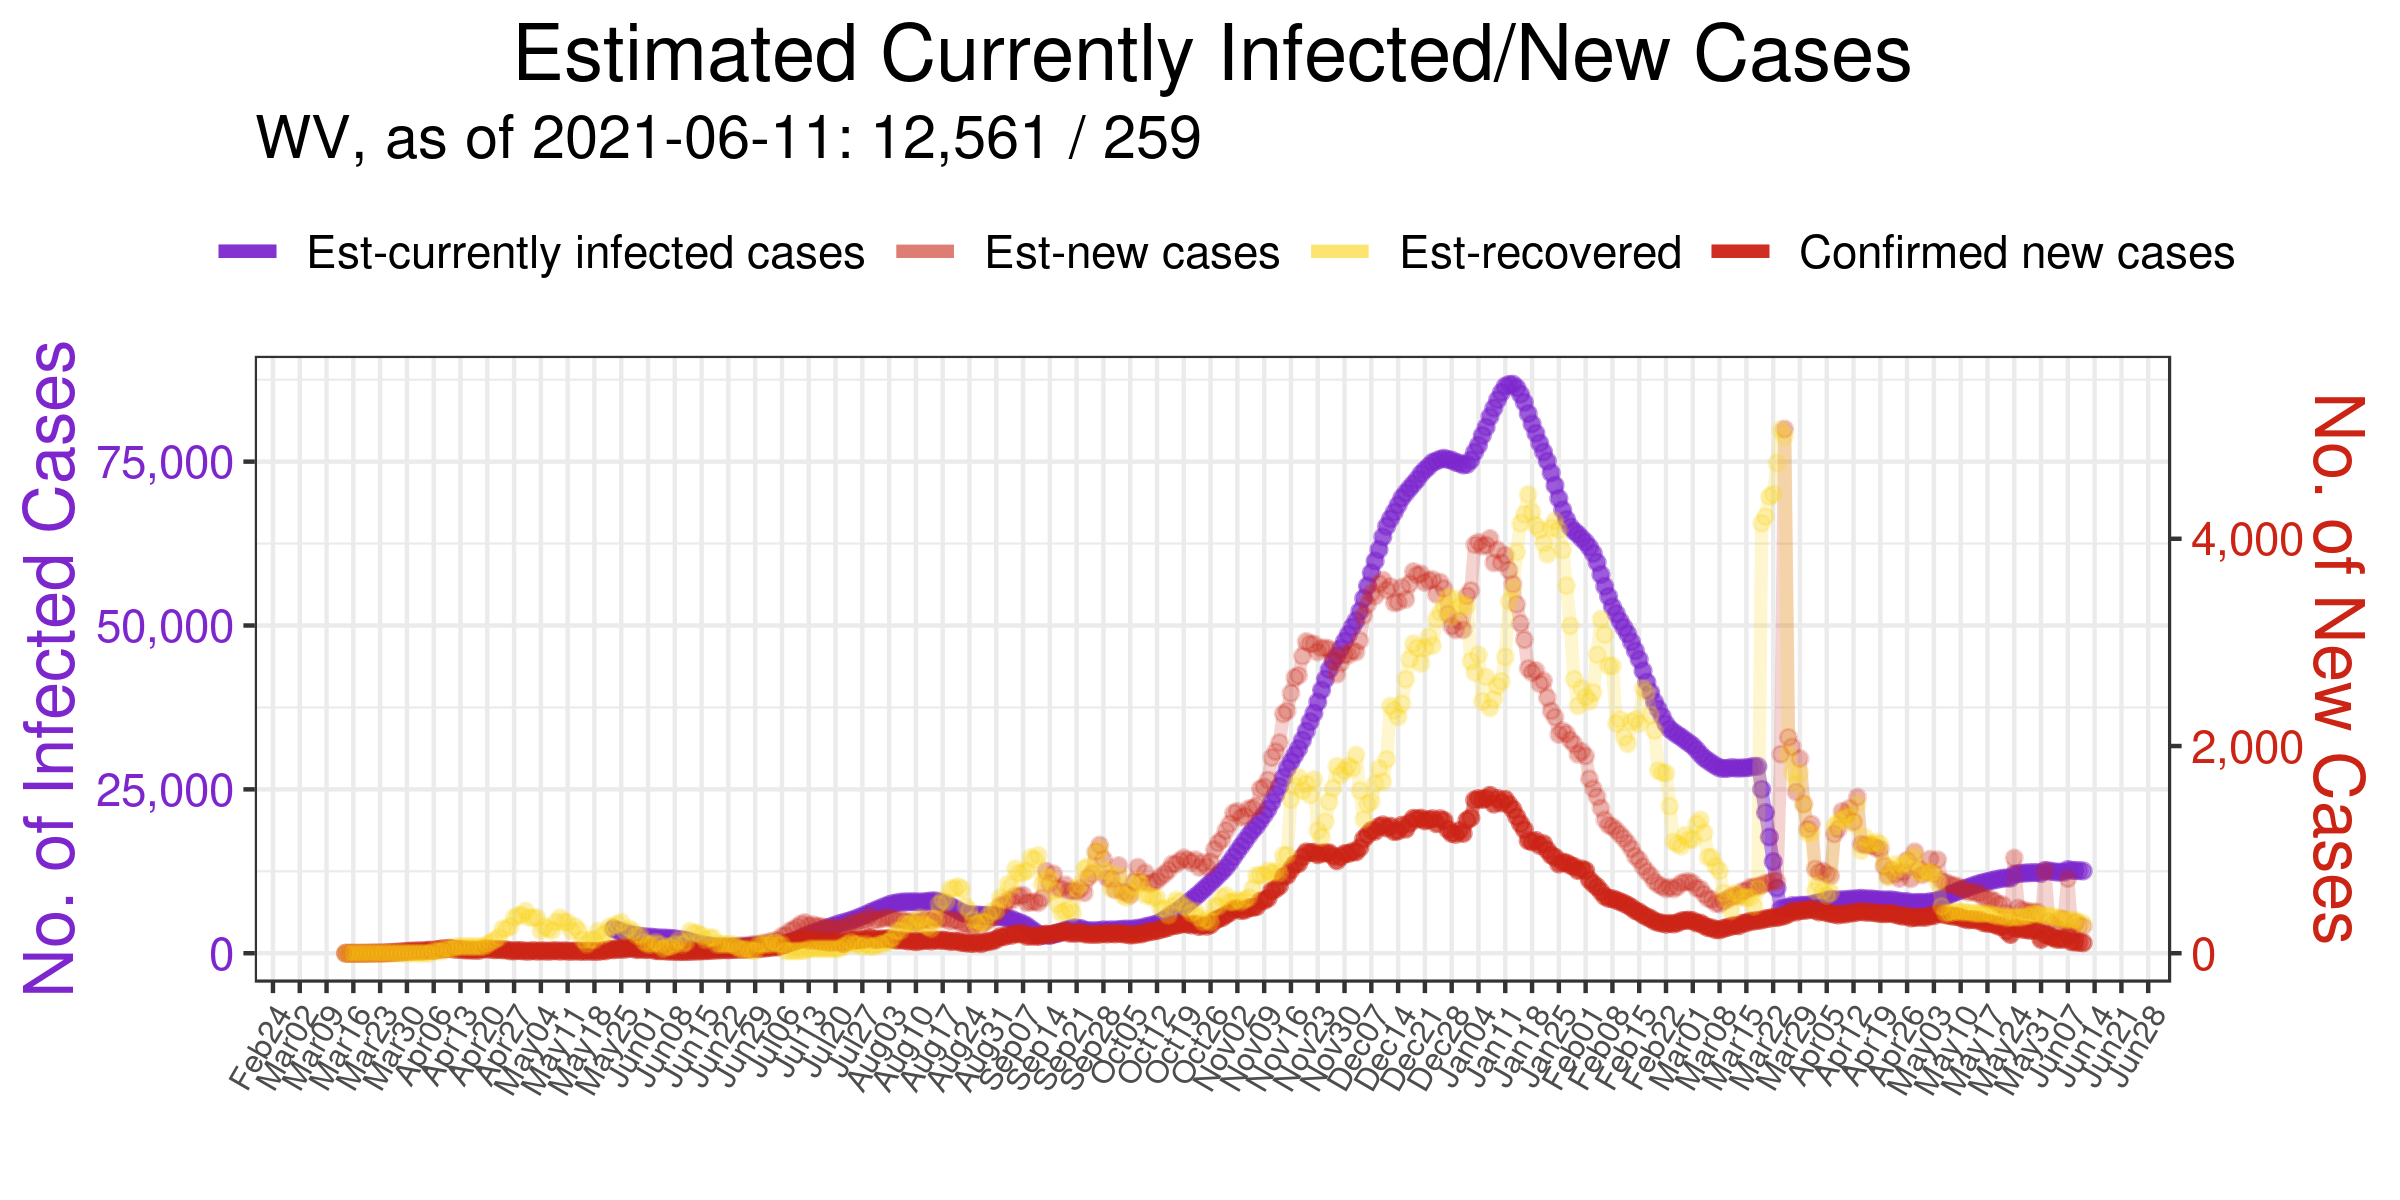 Estimated Currently Infected/New Cases
WV, as of 2021-06-11: 12,561 / 259
Est-currently infected cases Est-new cases Est-recovered Confirmed new cases
No. of Infected Cases
75,000
50,000
25,000
0
No. of New Cases
4,000
2,000
0
Feb24 Mar02 Mar09 Mar16 Mar23 Mar30 Apr06 Apr13 Apr20 Apr27 May04 May11 May18 May25 Jun01 Jun08 Jun15 Jun22 Jun29 Jul06 Jul13 Jul20 Jul27 Aug03 Aug10 Aug17 Aug24 Aug31 Sep07 Sep14 Sep21 Sep28 Oct05 Oct12 Oct19 Oct26 Nov02 Nov09 Nov16 Nov23 Nov30 Dec07 Dec14 Dec21 Dec28 Jan04 Jan11 Jan18 Jan25 Feb01 Feb08 Feb15 Feb22 Mar01 Mar08 Mar15 Mar22 Mar29 Apr05 Apr12 Apr19 Apr26 May03 May10 May17 May24 May31 Jun07 Jun14 Jun21 Jun28